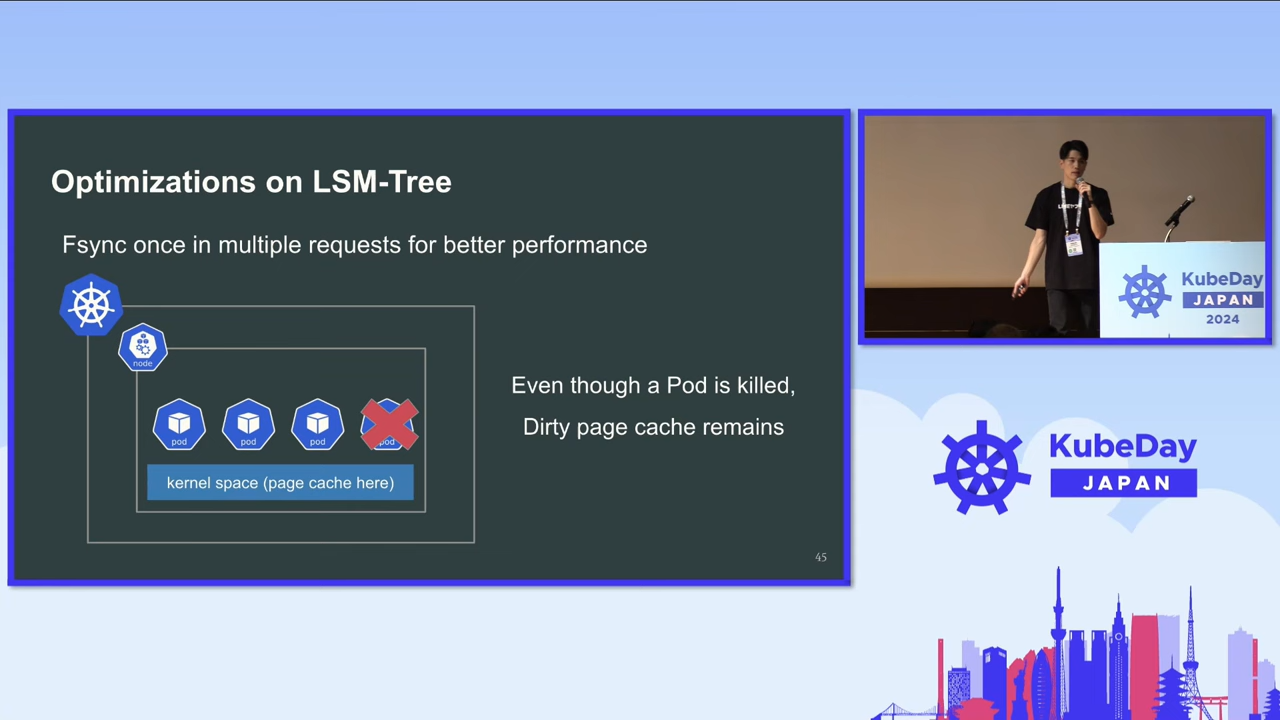 Optimizations on LSM-Tree
Fsync once in multiple requests for better performance
node
pod
pod
pod
pod
kernel space (page cache here)
Even though a Pod is killed,
Dirty page cache remains
45
KubeDay
JAPAN
2024
KubeDay
JAPAN